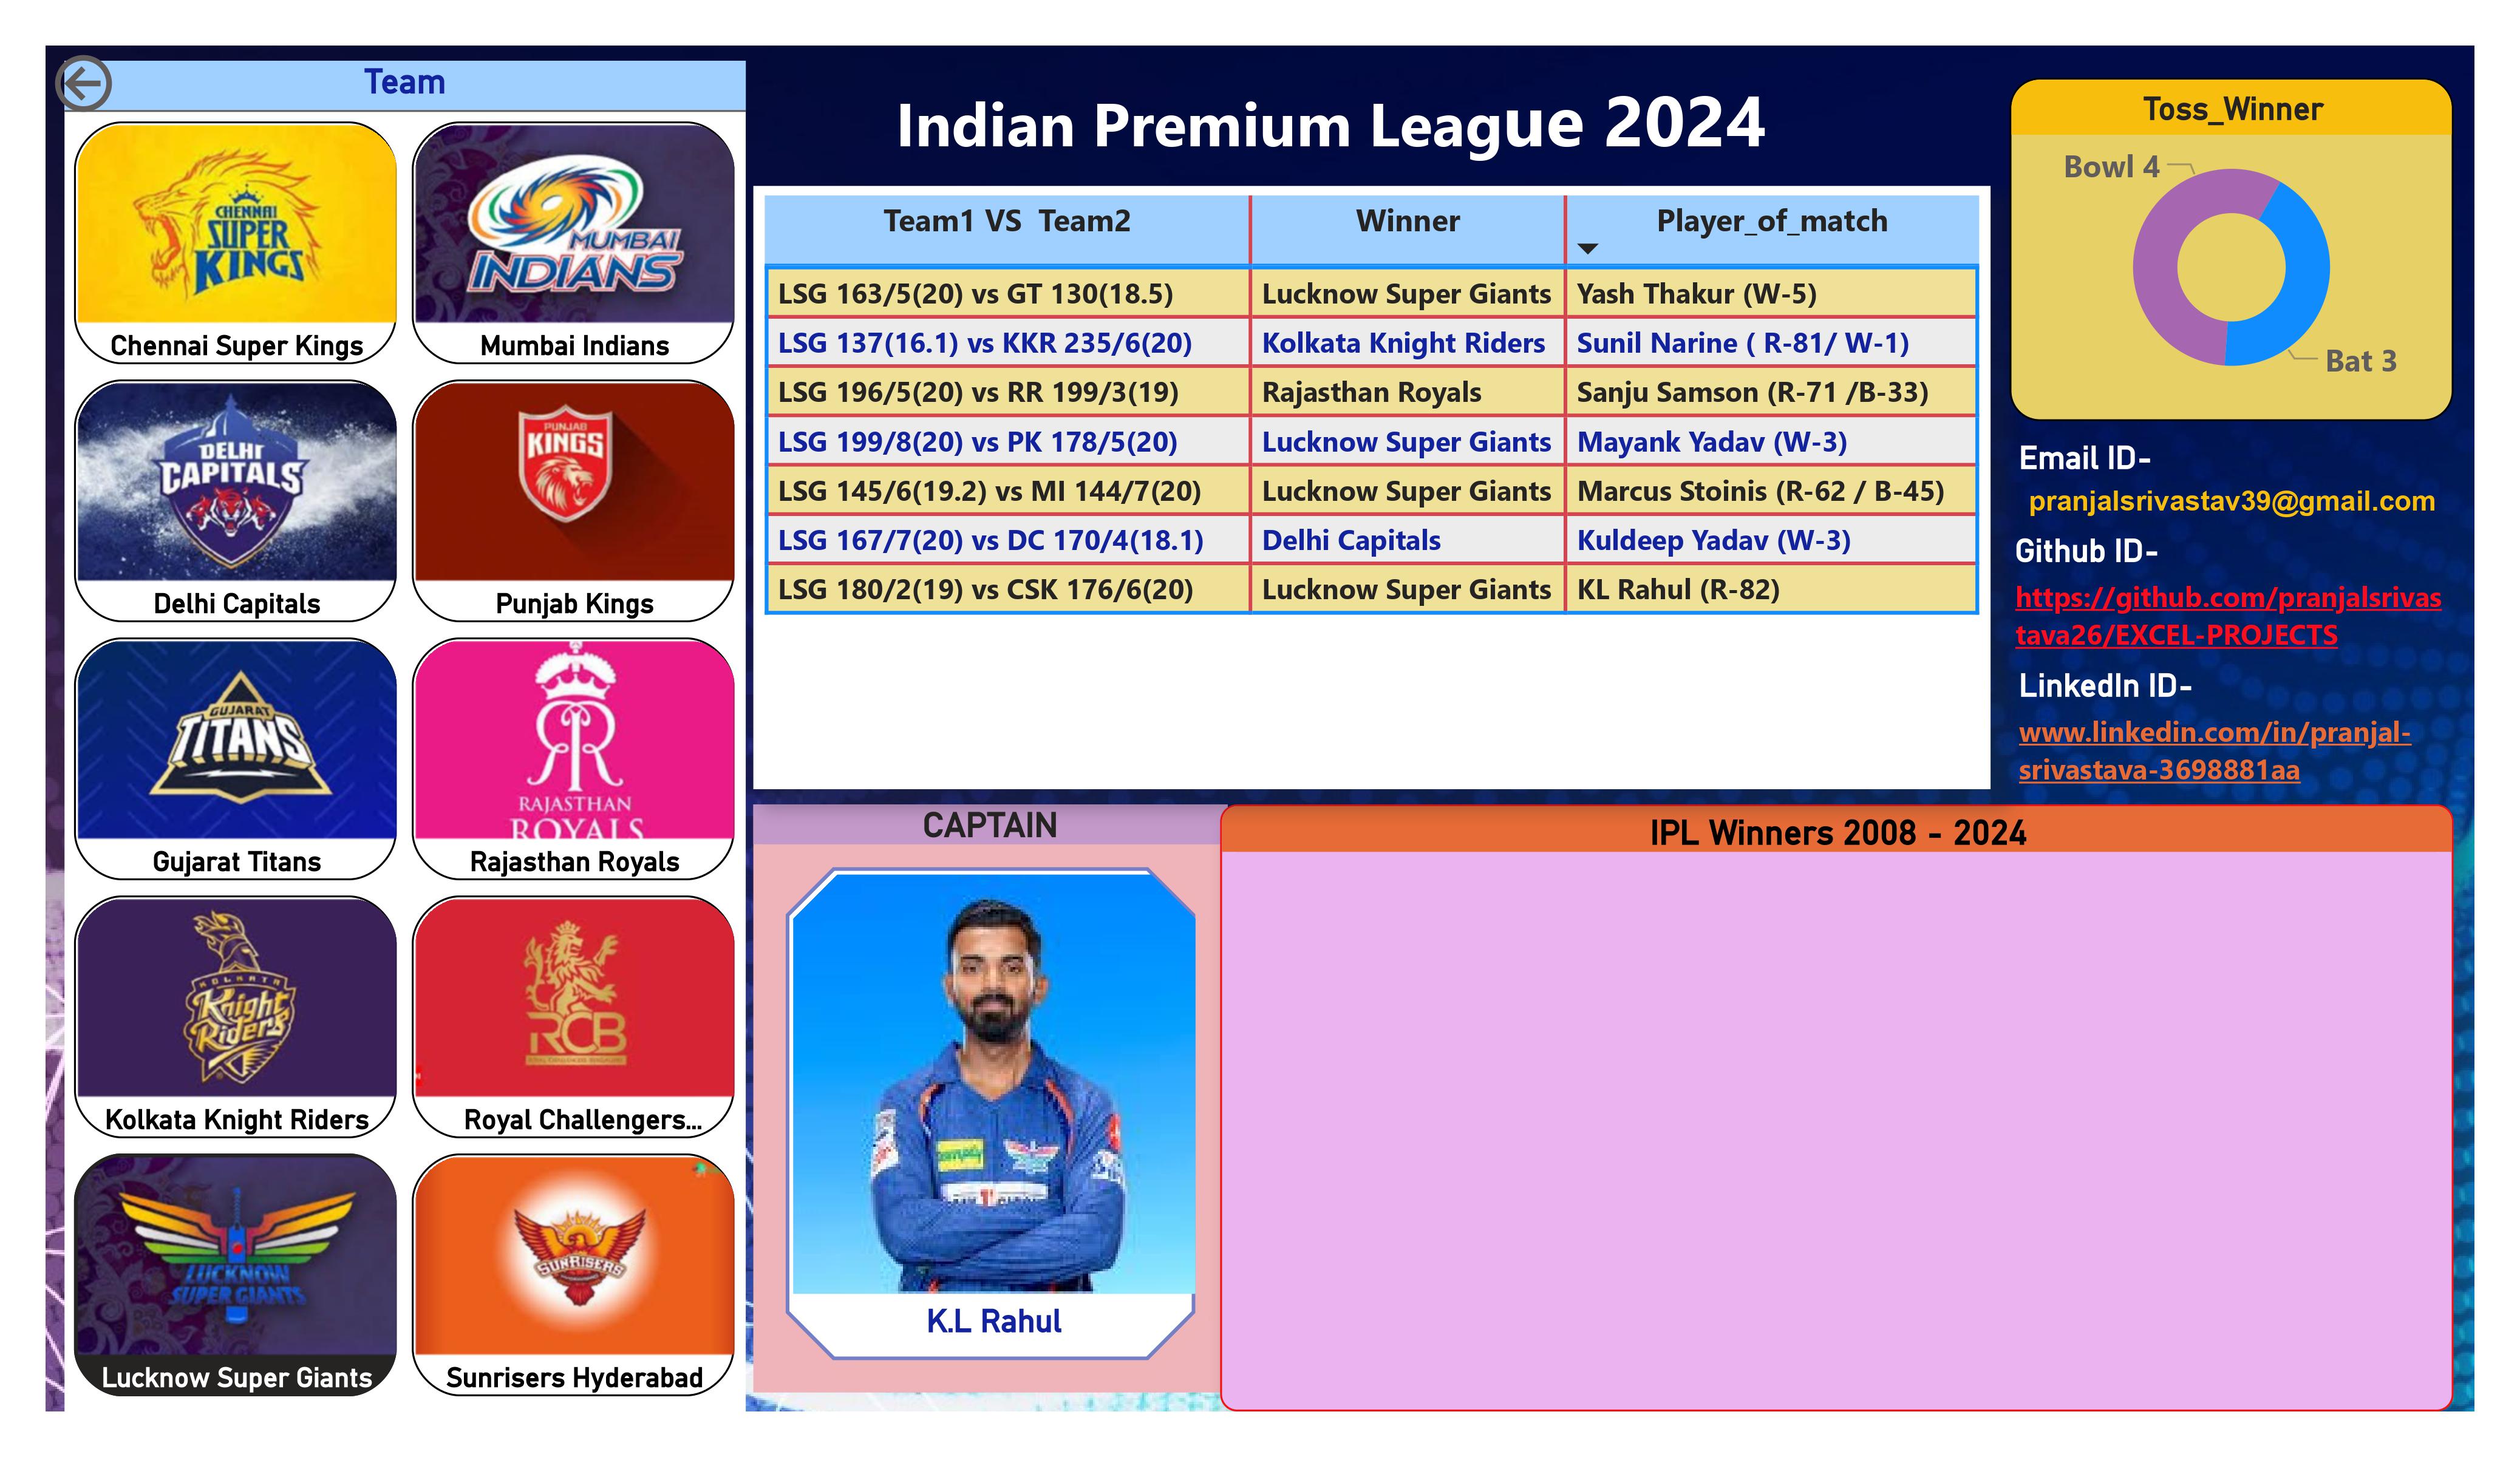 Team
CHENNAI
SUPER
KINGS
Chennai Super Kings
MUMBAI
INDIANS
Mumbai Indians
DELHI
CAPITALS
Delhi Capitals
PUNJAB
KINGS
Punjab Kings
GUJARAT
TITANS
Gujarat Titans
RAJASTHAN
ROYALS
Rajasthan Royals
KOLKATA
Knight
Riders
Kolkata Knight Riders
RCB
Royal Challengers...
LUCKNOW
SUPER GIANTS
Lucknow Super Giants
SUNRISERS
Sunrisers Hyderabad
Indian Premium League 2024
Team1 VS  Team2 Winner Player_of_match
LSG 163/5(20) vs GT 130(18.5) Lucknow Super Giants Yash Thakur (W-5)
LSG 137(16.1) vs KKR 235/6(20) Kolkata Knight Riders Sunil Narine ( R-81/ W-1)
LSG 196/5(20) vs RR 199/3(19) Rajasthan Royals Sanju Samson (R-71 /B-33)
LSG 199/8(20) vs PK 178/5(20) Lucknow Super Giants Mayank Yadav (W-3)
LSG 145/6(19.2) vs MI 144/7(20) Lucknow Super Giants Marcus Stoinis (R-62 / B-45)
LSG 167/7(20) vs DC 170/4(18.1) Delhi Capitals Kuldeep Yadav (W-3)
LSG 180/2(19) vs CSK 176/6(20) Lucknow Super Giants KL Rahul (R-82)
Toss_Winner
Bowl 4
Bat 3
Email ID-
pranjalsrivastav39@gmail.com
Github ID-
https://github.com/pranjalsrivas
tava26/EXCEL-PROJECTS
LinkedIn ID-
www.linkedin.com/in/pranjal-
srivastava-3698881aa
CAPTAIN
K.L Rahul
IPL Winners 2008 - 2024